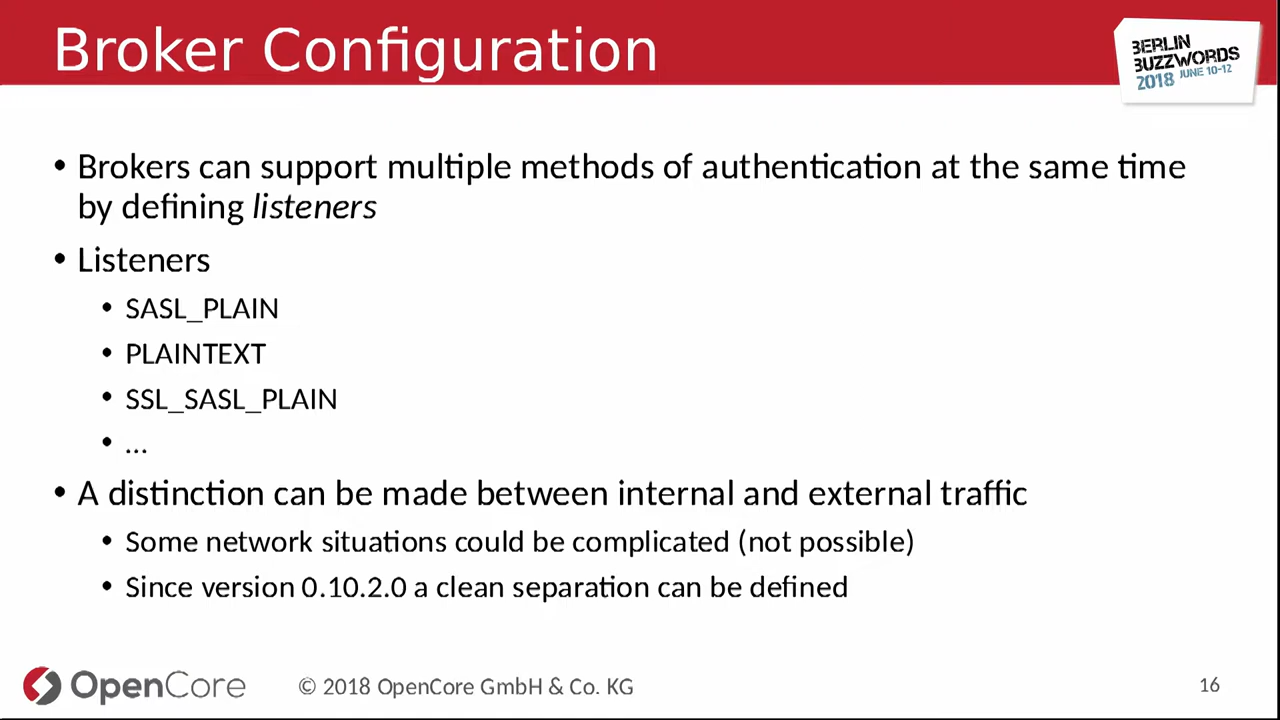 Broker Configuration
BERLIN
BUZZWORDS
2018 JUNE 10-12
• Brokers can support multiple methods of authentication at the same time
by defining listeners
• Listeners
• SASL_PLAIN
• PLAINTEXT
• SSL_SASL_PLAIN
• ...
• A distinction can be made between internal and external traffic
• Some network situations could be complicated (not possible)
• Since version 0.10.2.0 a clean separation can be defined
OpenCore
© 2018 OpenCore GmbH & Co. KG
16